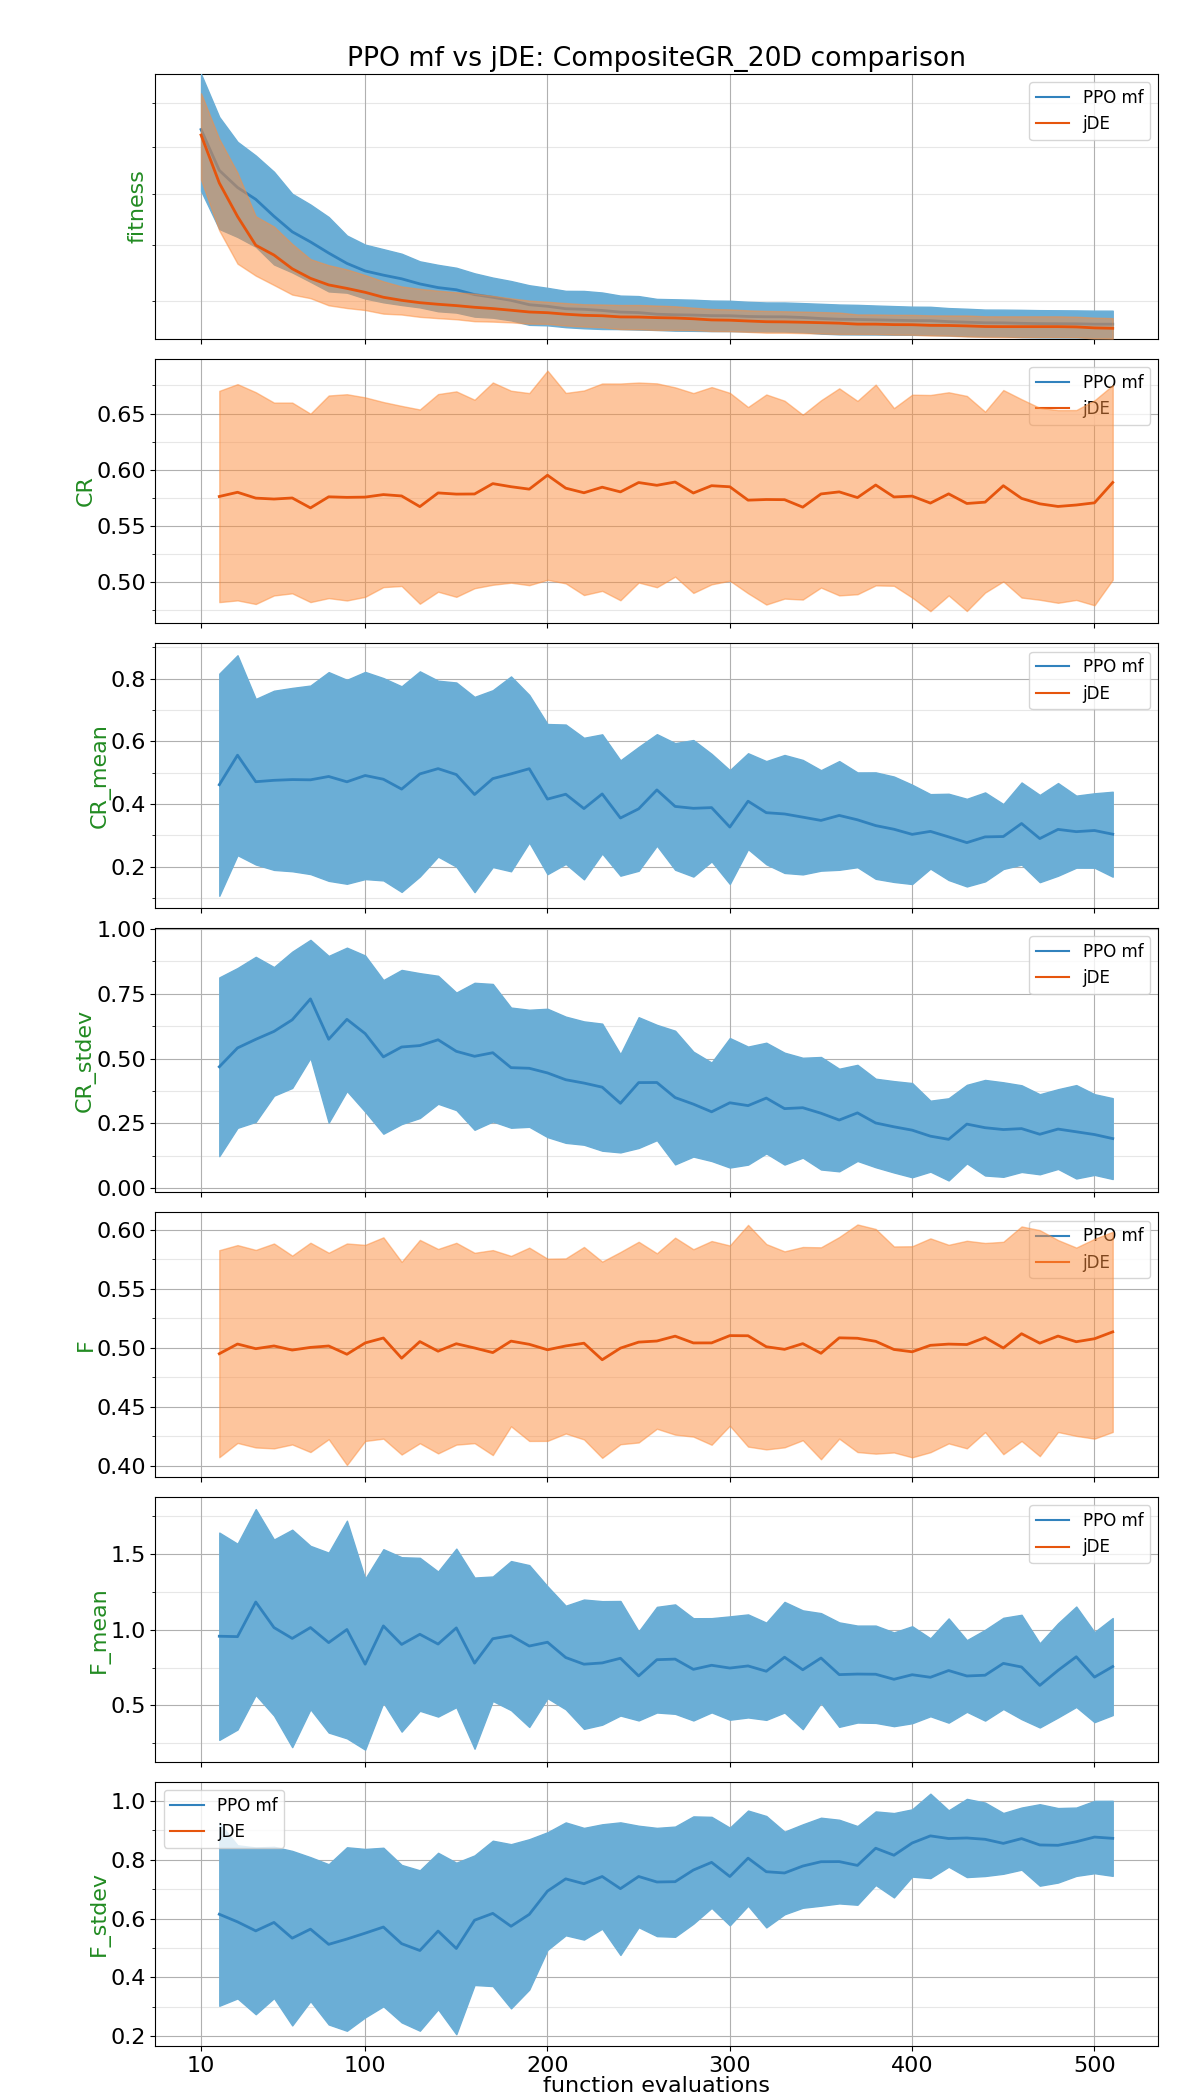 PPO mf vs jDE: CompositeGR_20D comparison
fitness
PPO mf
jDE
CR
0.65
0.60
0.55
0.50
PPO mf
jDE
CR_mean
0.8
0.6
0.4
0.2
PPO mf
jDE
CR_stdev
1.00
0.75
0.50
0.25
0.00
PPO mf
jDE
F
0.60
0.55
0.50
0.45
0.40
PPO mf
jDE
F_mean
1.5
1.0
0.5
PPO mf
jDE
F_stdev
1.0
0.8
0.6
0.4
0.2
PPO mf
jDE
10 100 200 300 400 500
function evaluations